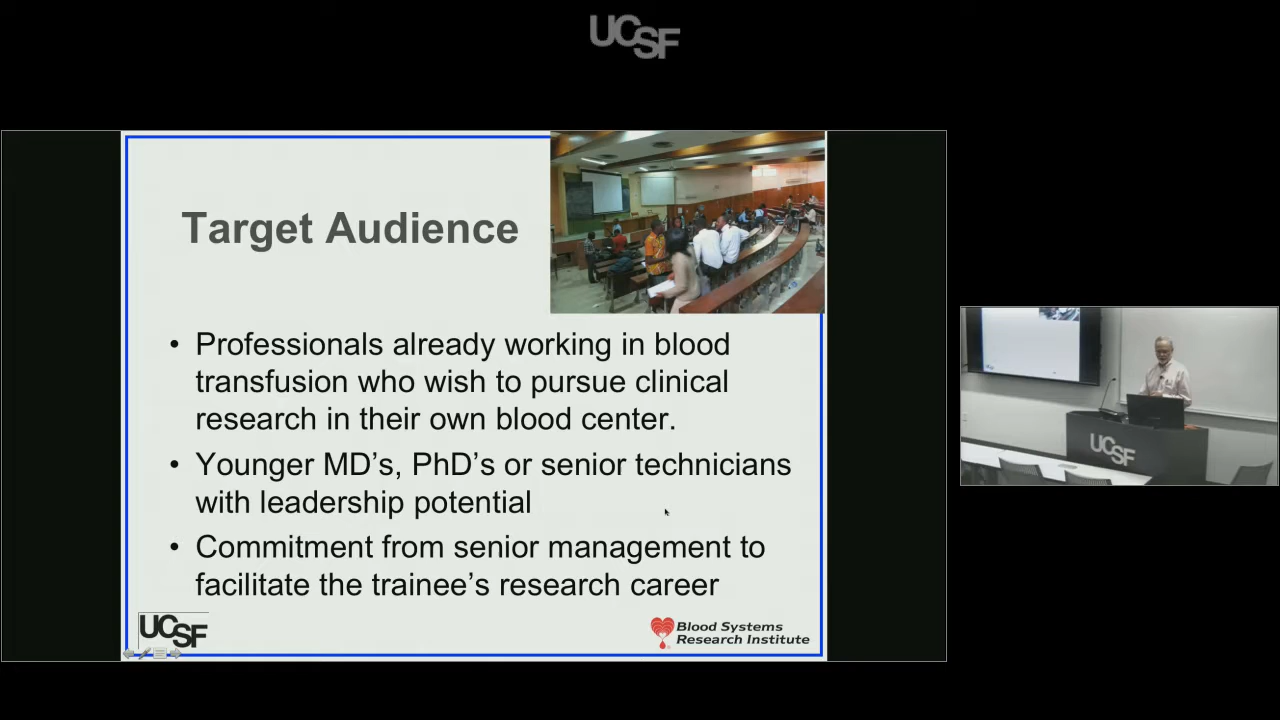 UCSF
Target Audience
• Professionals already working in blood
transfusion who wish to pursue clinical
research in their own blood center.
• Younger MD’s, PhD’s or senior technicians
with leadership potential
• Commitment from senior management to
facilitate the trainee’s research career
UCSF
Blood Systems
Research Institute
UCSF